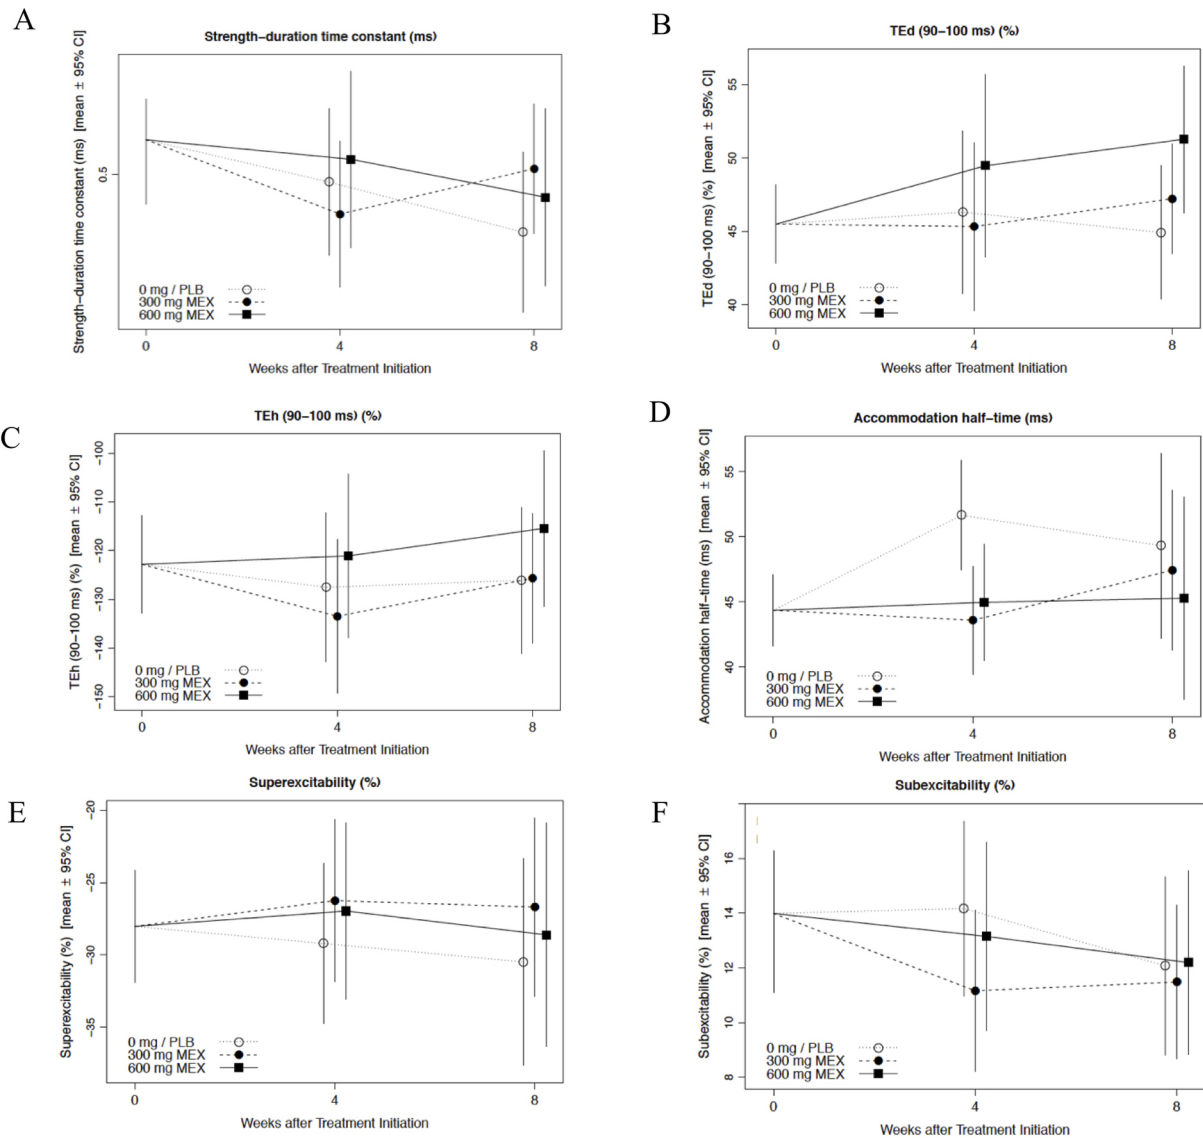 A
Strength-duration time constant (ms)
Strength-duration time constant (ms) [mean ± 95% CI]
0.5
0 mg / PLB
300 mg MEX
600 mg MEX
0 4 8
Weeks after Treatment Initiation
B
TEd (90-100 ms) (%)
TEd (90-100 ms) (%) [mean ± 95% CI]
55
50
45
40
0 mg / PLB
300 mg MEX
600 mg MEX
0 4 8
Weeks after Treatment Initiation
C
TEh (90-100 ms) (%)
TEh (90-100 ms) (%) [mean ± 95% CI]
-100
-110
-120
-130
-140
-150
0 mg / PLB
300 mg MEX
600 mg MEX
0 4 8
Weeks after Treatment Initiation
D
Accommodation half-time (ms)
Accommodation half-time (ms) [mean ± 95% CI]
55
50
45
40
0 mg / PLB
300 mg MEX
600 mg MEX
0 4 8
Weeks after Treatment Initiation
E
Superexcitability (%)
Superexcitability (%) [mean ± 95% CI]
-20
-25
-30
-35
0 mg / PLB
300 mg MEX
600 mg MEX
0 4 8
Weeks after Treatment Initiation
F
Subexcitability (%)
Subexcitability (%) [mean ± 95% CI]
14
12
10
8
0 mg / PLB
300 mg MEX
600 mg MEX
0 4 8
Weeks after Treatment Initiation